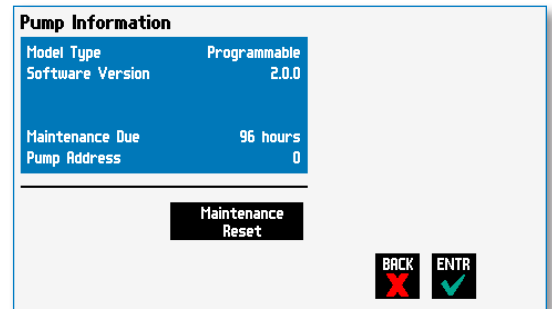 Pump Information
Model Type Programmable
Software Version 2.0.0
Maintenance Due 96 hours
Pump Address 0
Maintenance
Reset
BACK ENTR